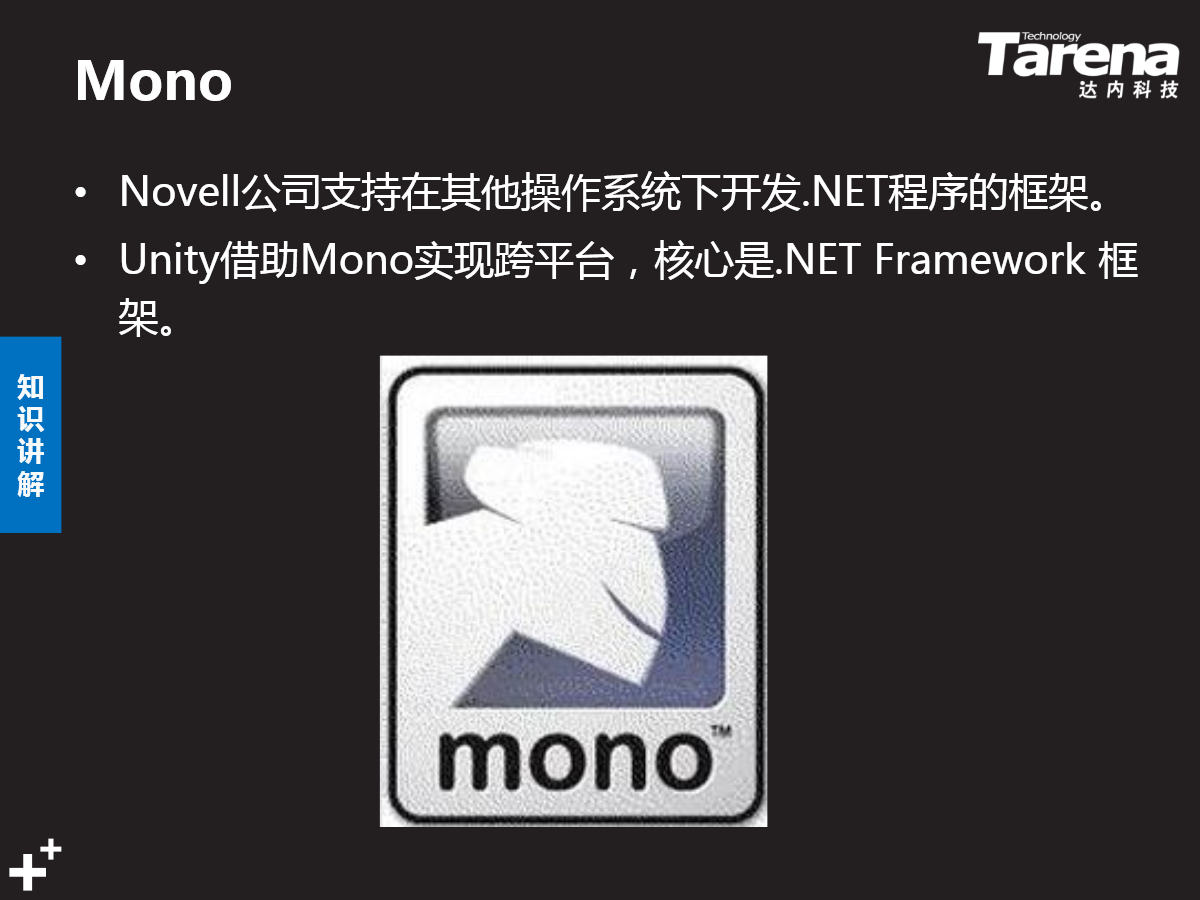 Mono
Technology
Tarena
达内科技
• Novell公司支持在其他操作系统下开发.NET程序的框架。
• Unity借助Mono实现跨平台，核心是.NET Framework 框
架。
知
识
讲
解
mono™